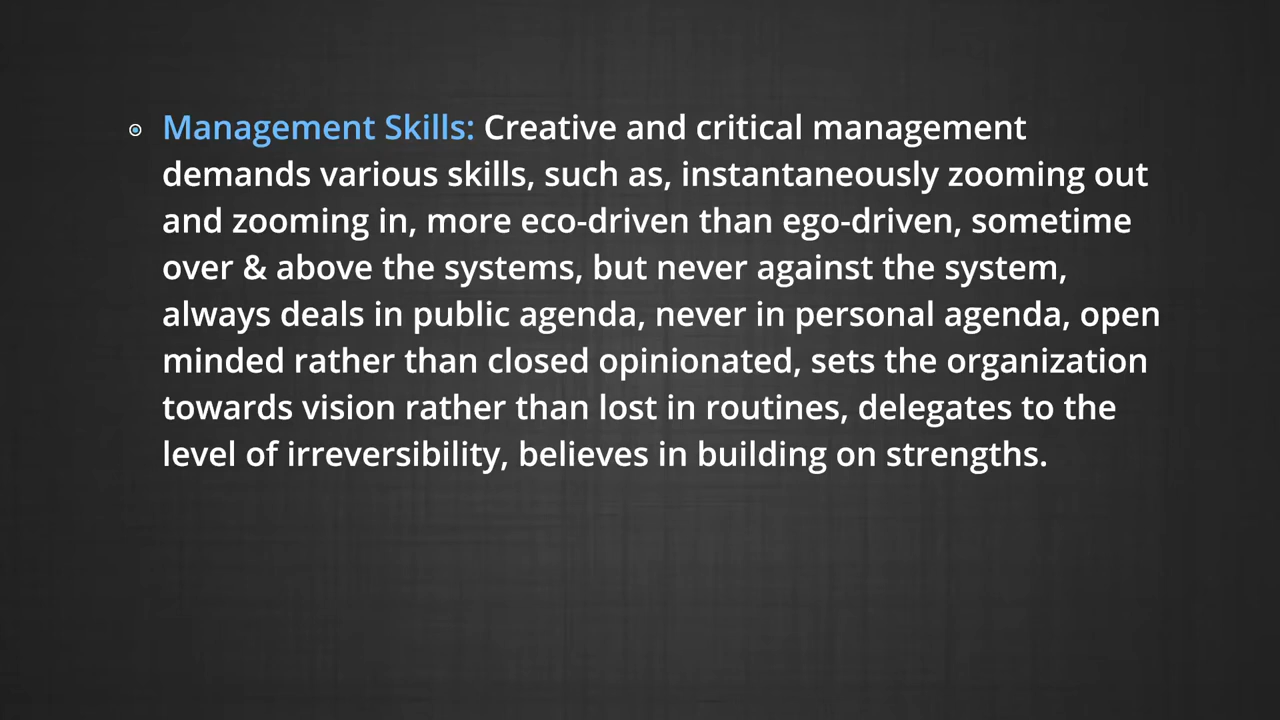 Management Skills: Creative and critical management
demands various skills, such as, instantaneously zooming out
and zooming in, more eco-driven than ego-driven, sometime
over & above the systems, but never against the system,
always deals in public agenda, never in personal agenda, open
minded rather than closed opinionated, sets the organization
towards vision rather than lost in routines, delegates to the
level of irreversibility, believes in building on strengths.